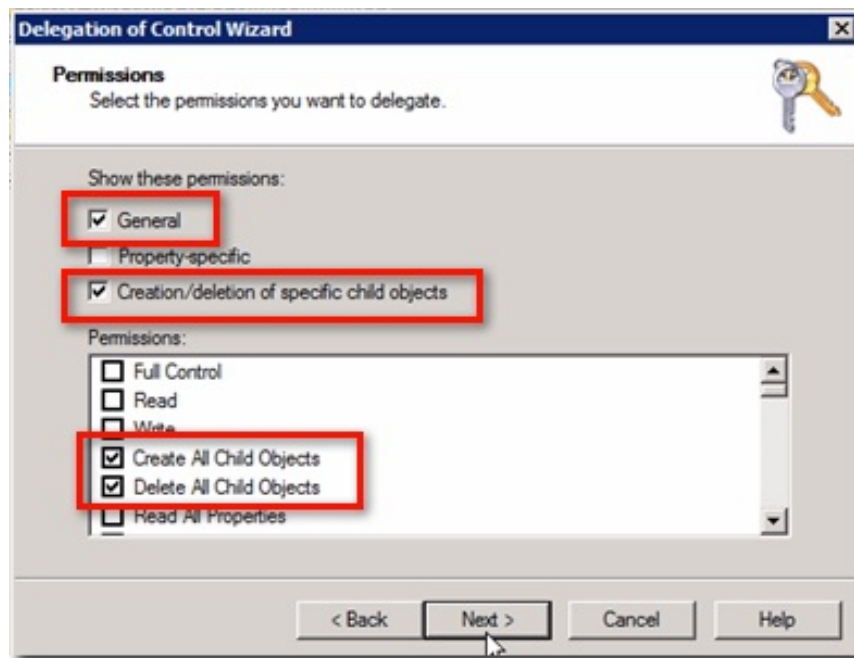 Delegation of Control Wizard
Permissions
Select the permissions you want to delegate.
Show these permissions:
General
Property-specific
Creation/deletion of specific child objects
Permissions:
Full Control
Read
Write
Create All Child Objects
Delete All Child Objects
Read All Properties
< Back Next > Cancel Help